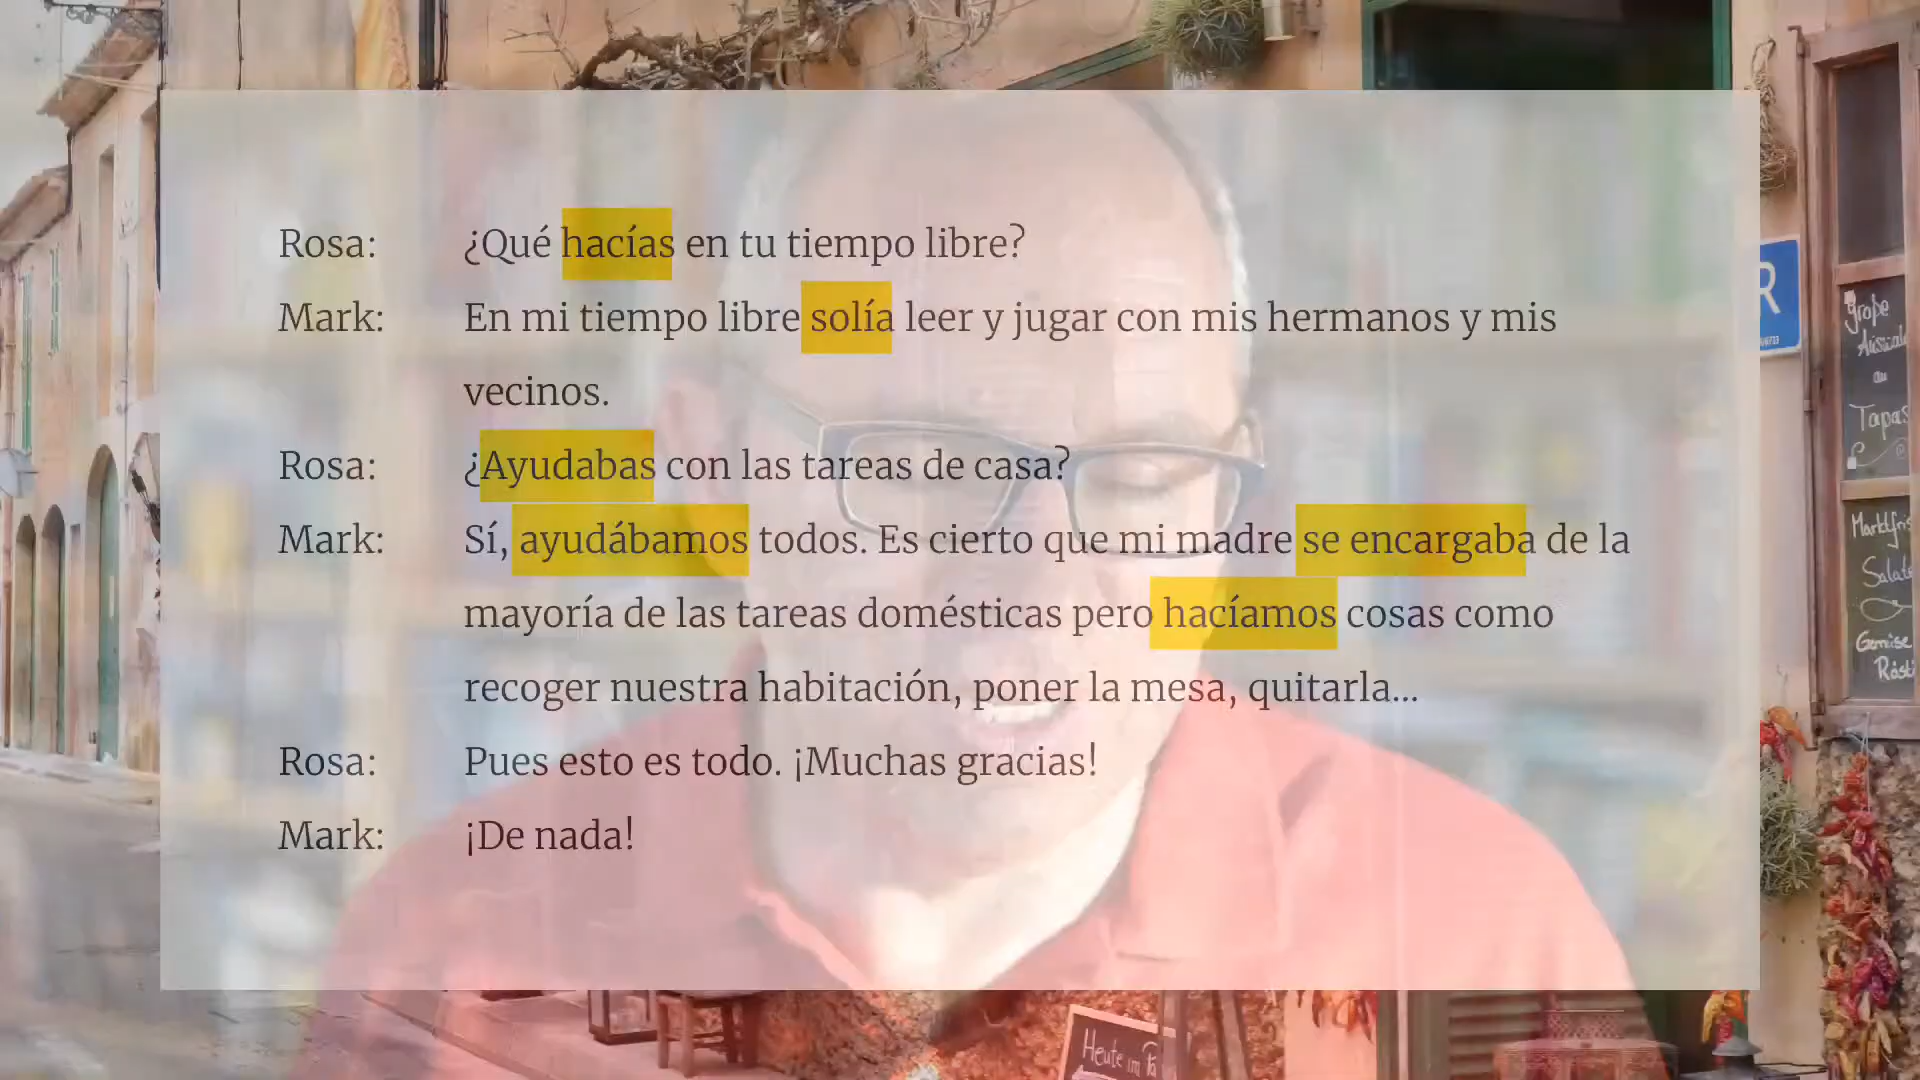 Rosa: ¿Qué hacías en tu tiempo libre?
Mark: En mi tiempo libre solía leer y jugar con mis hermanos y mis
vecinos.
Rosa: ¿Ayudabas con las tareas de casa?
Mark: Sí, ayudábamos todos. Es cierto que mi madre se encargaba de la
mayoría de las tareas domésticas pero hacíamos cosas como
recoger nuestra habitación, poner la mesa, quitarla...
Rosa: Pues esto es todo. ¡Muchas gracias!
Mark: ¡De nada!
R
Tapas
Heute im